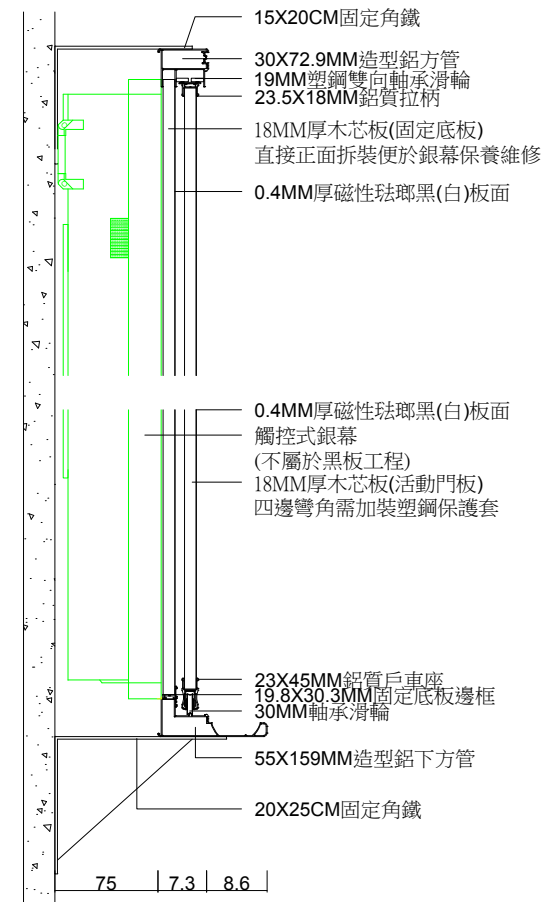 15X20CM固定角鐵
30X72.9MM造型鋁方管
19MM塑鋼雙向軸承滑輪
23.5X18MM鋁質拉柄
18MM厚木芯板(固定底板)
直接正面拆裝便於銀幕保養維修
0.4MM厚磁性琺瑯黑(白)板面
0.4MM厚磁性琺瑯黑(白)板面
觸控式銀幕
(不屬於黑板工程)
18MM厚木芯板(活動門板)
四邊彎角需加裝塑鋼保護套
23X45MM鋁質戶車座
19.8X30.3MM固定底板邊框
30MM軸承滑輪
55X159MM造型鋁下方管
20X25CM固定角鐵
75 7.3 8.6